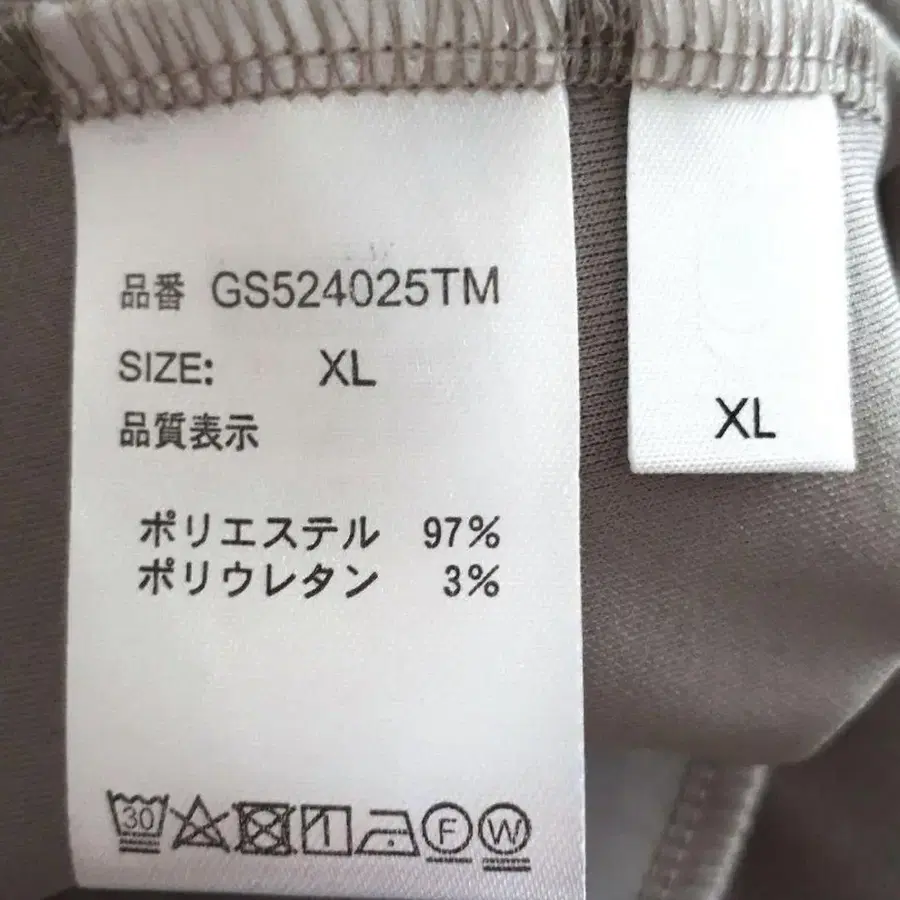 品番 GS524025TM
SIZE: XL
品質表示
ポリエステル 97%
ポリウレタン 3%
30 F W
XL